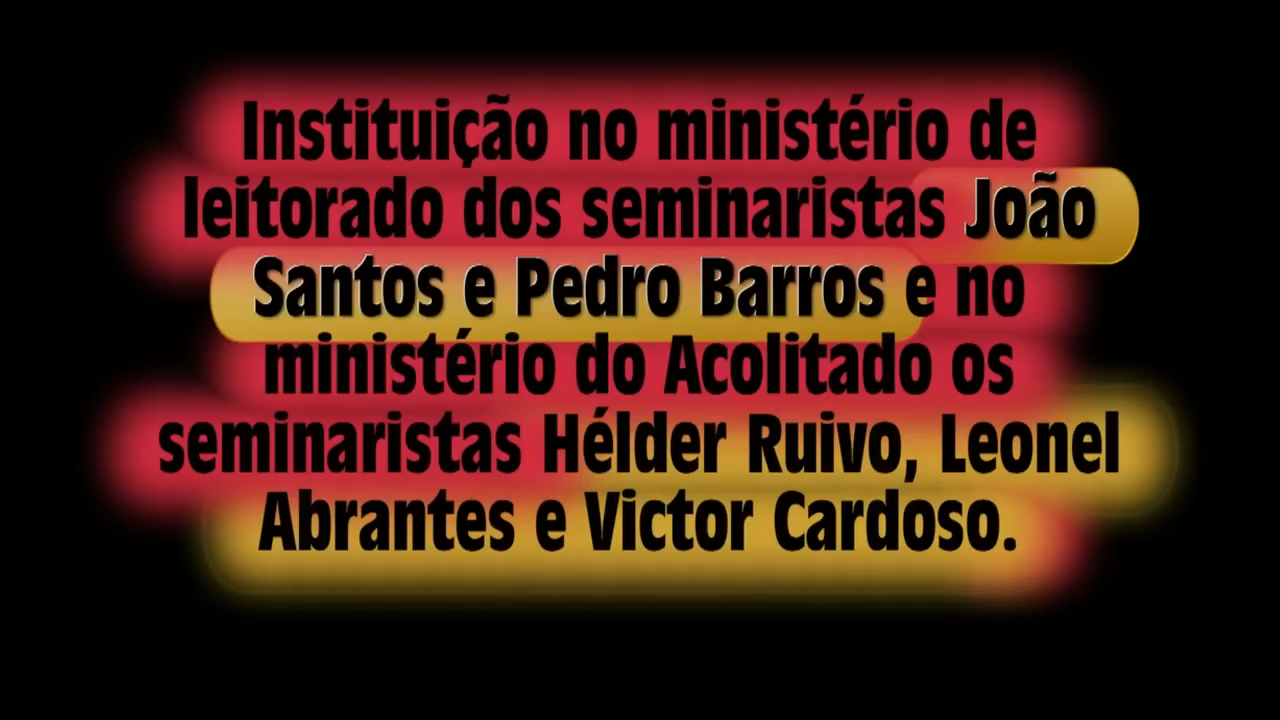 Instituição no ministério de
leitorado dos seminaristas João
Santos e Pedro Barros e no
ministério do Acolitado os
seminaristas Hélder Ruivo, Leonel
Abrantes e Victor Cardoso.